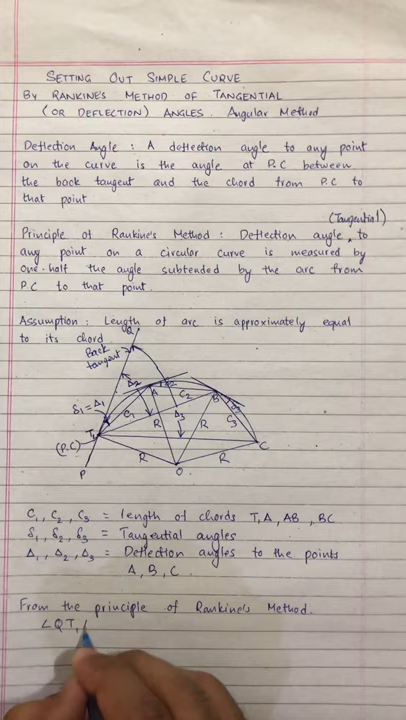 SETTING OUT SIMPLE CURVE
BY RANKINE'S METHOD OF TANGENTIAL
(OR DEFLECTION) ANGLES. Angular Method
Deflection Angle : A deflection angle to any point
on the curve is the angle at P.C between
the back tangent and the chord from P.C to
that point
(Tangential)
Principle of Rankine's Method : Deflection angle, to
any point on a circular curve is measured by
one-half the angle subtended by the arc from
P.C to that point.
Assumption : Length of arc is approximately equal
to its chord
Q
Back
tangent
Δ2
A
δ2
C2
B
δ1=Δ1
C1
Δ3
δ3
C3
T1
R
R
(P.C)
C
R
R
P
O
C1, C2, C3 = length of chords T1A, AB, BC
δ1, δ2, δ3 = Tangential angles
Δ1, Δ2, Δ3 = Deflection angles to the points
A, B, C.
From the principle of Rankine's Method.
∠QT1